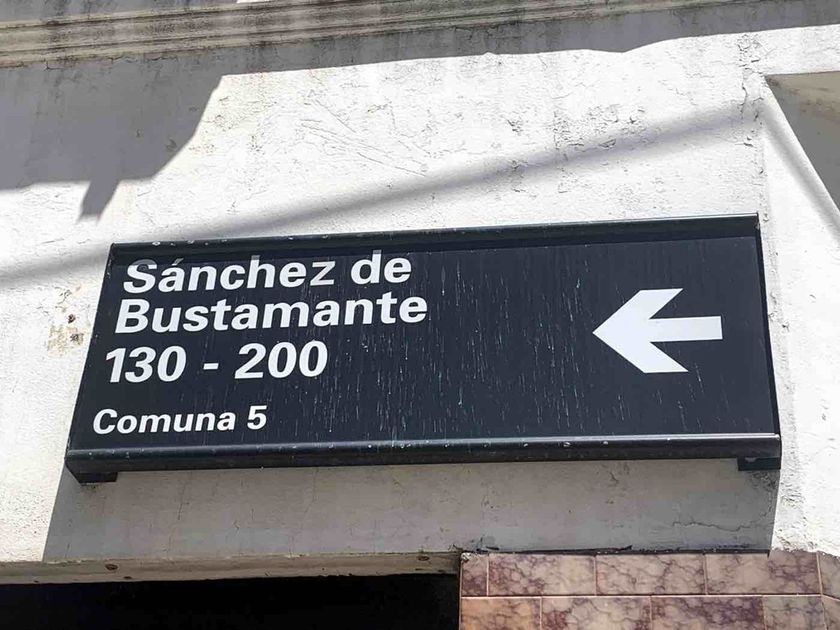 Sánchez de
Bustamante
130 - 200
Comuna 5